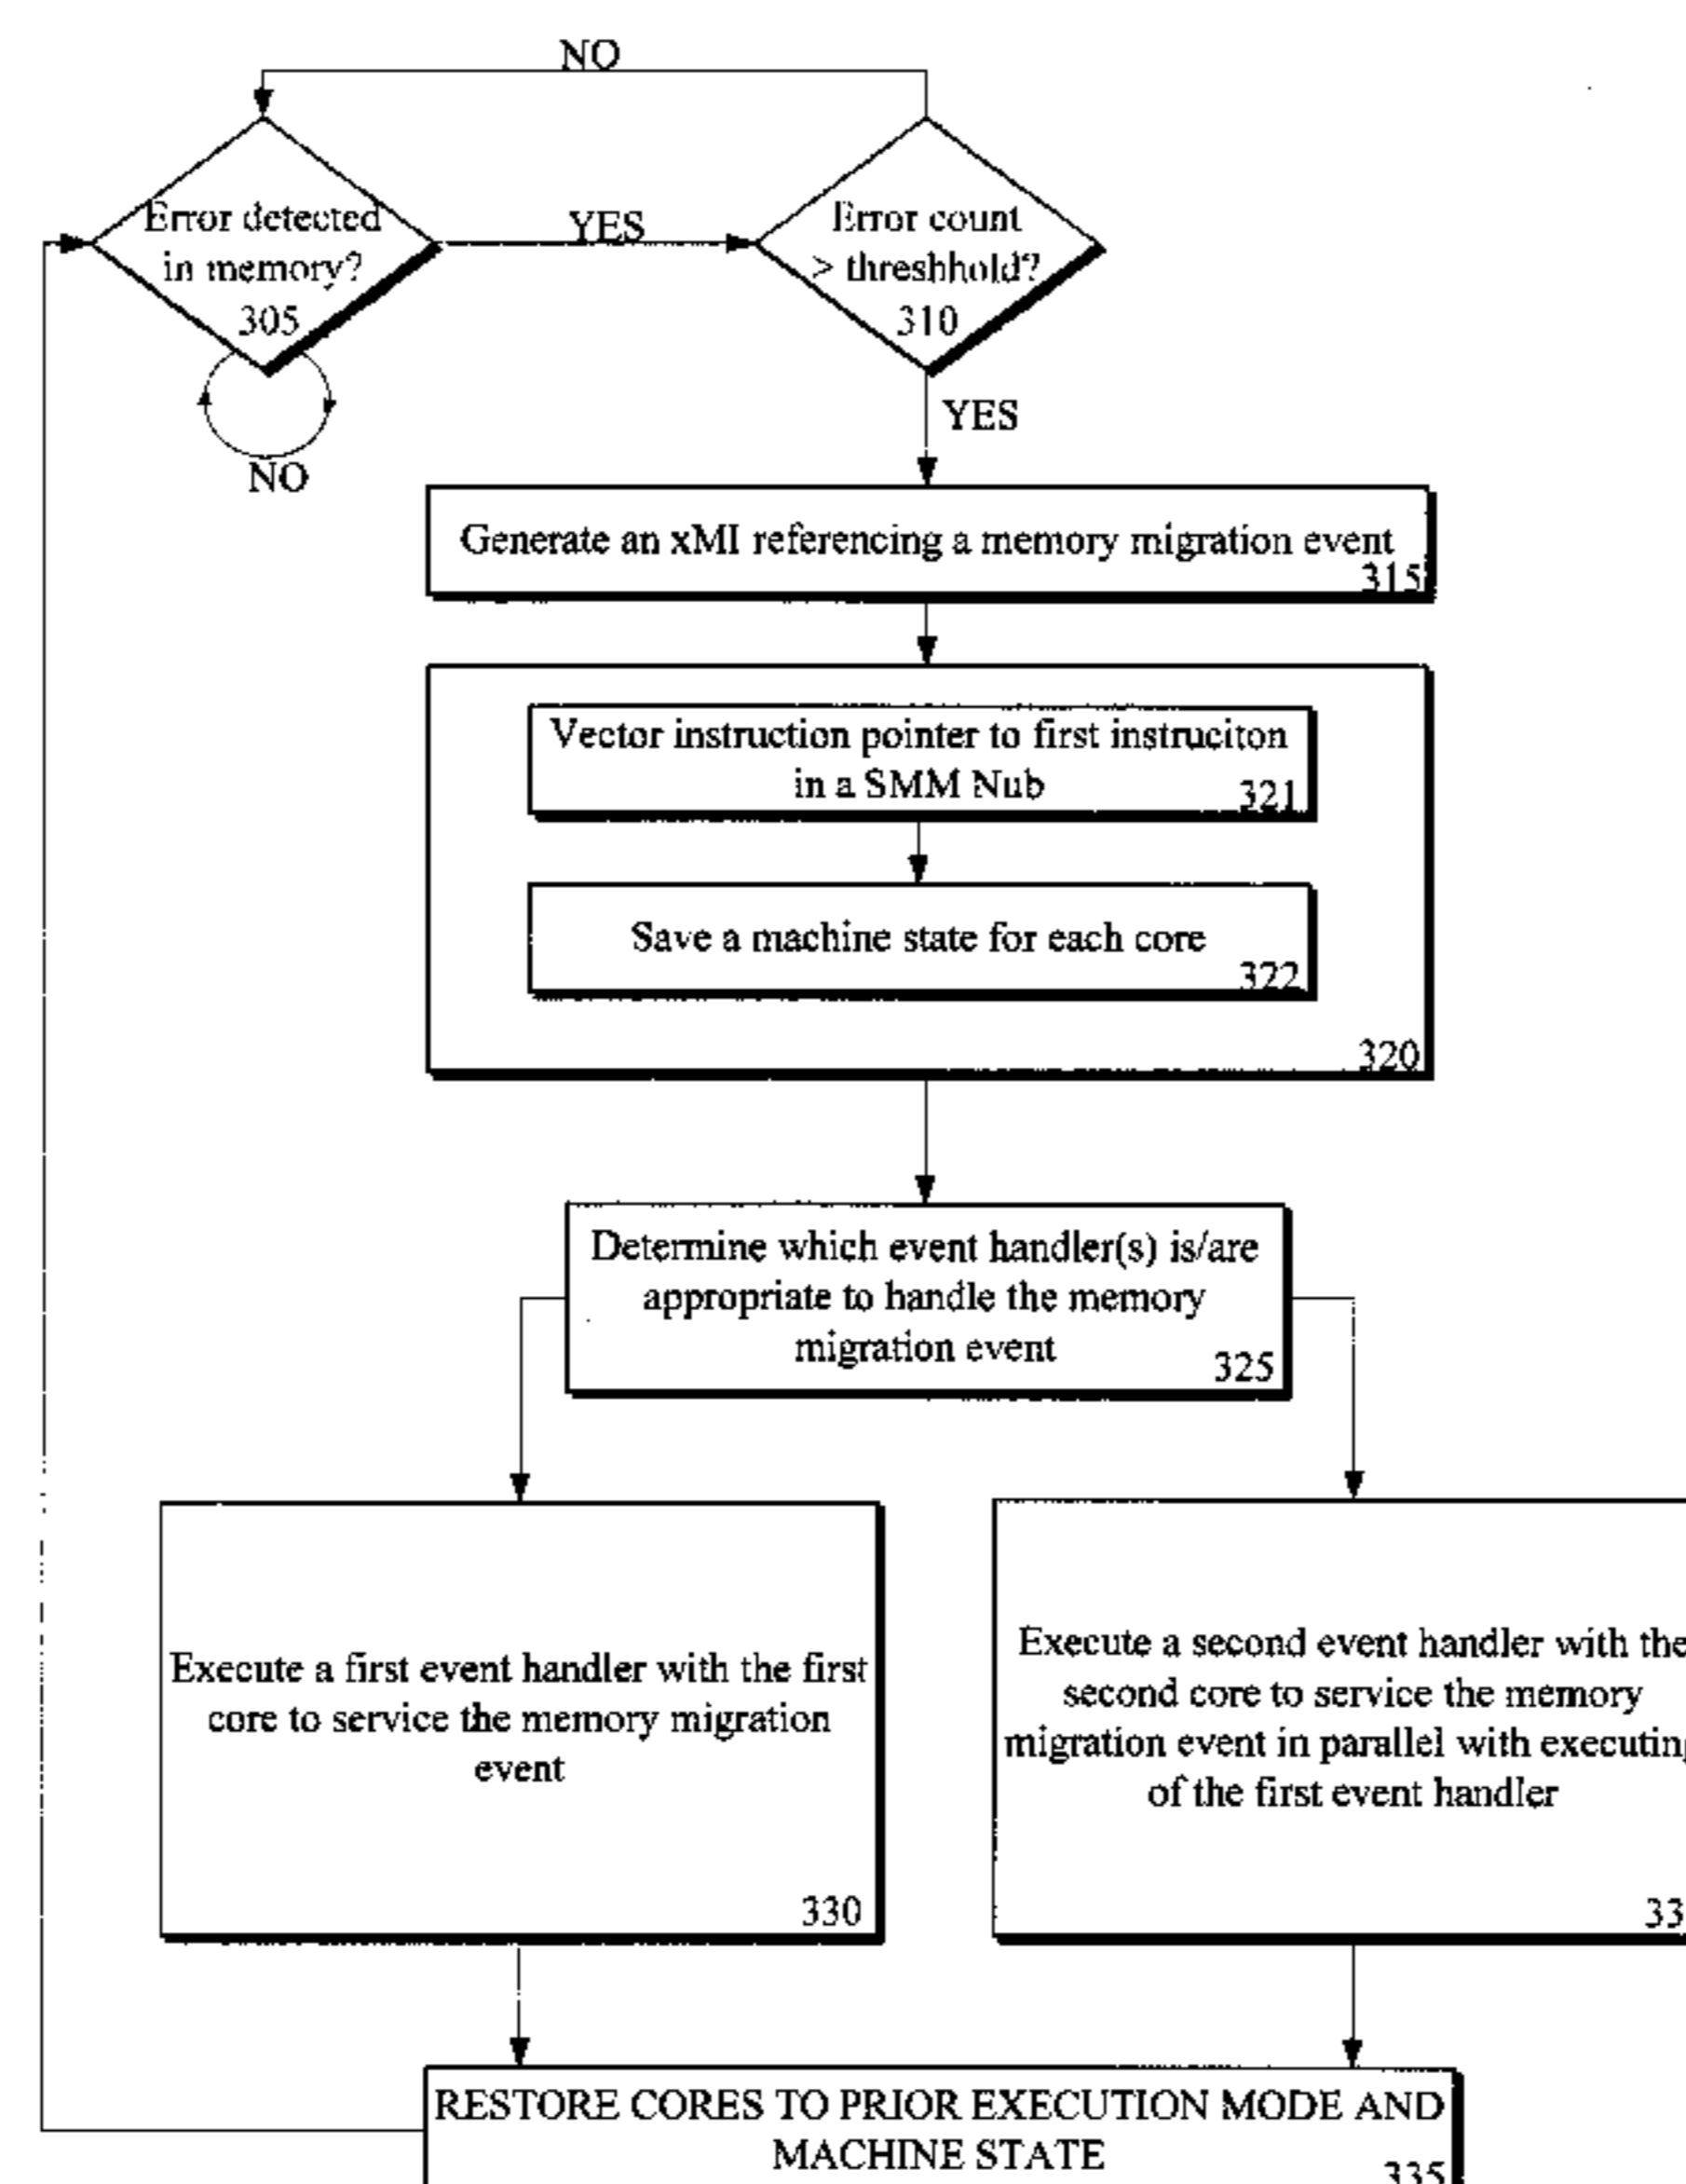 NO
Error detected
in memory?
305
YES
Error count
> threshhold?
310
NO
YES
Generate an xMI referencing a memory migration event
315
Vector instruction pointer to first instruciton
in a SMM Nub
321
Save a machine state for each core
322
320
Determine which event handler(s) is/are
appropriate to handle the memory
migration event
325
Execute a first event handler with the first
core to service the memory migration
event
330
Execute a second event handler with the
second core to service the memory
migration event in parallel with executing
of the first event handler
RESTORE CORES TO PRIOR EXECUTION MODE AND
MACHINE STATE
335